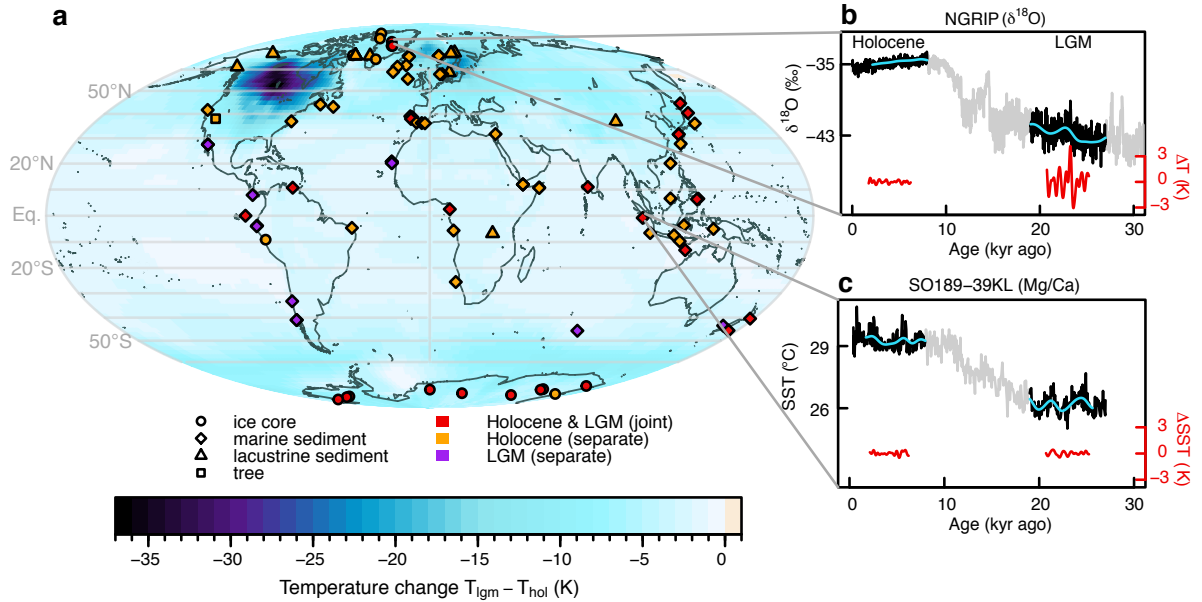 a
50°N
20°N
Eq.
20°S
50°S
ice core
marine sediment
lacustrine sediment
tree
Holocene & LGM (joint)
Holocene (separate)
LGM (separate)
−35 −30 −25 −20 −15 −10 −5 0
Temperature change Tlgm − Thol (K)
b
NGRIP (δ18O)
Holocene LGM
δ18O (‰)
−35
−43
3
0
−3
ΔT (K)
0 10 20 30
Age (kyr ago)
c
SO189−39KL (Mg/Ca)
SST (°C)
29
26
3
0
−3
ΔSST (K)
0 10 20 30
Age (kyr ago)